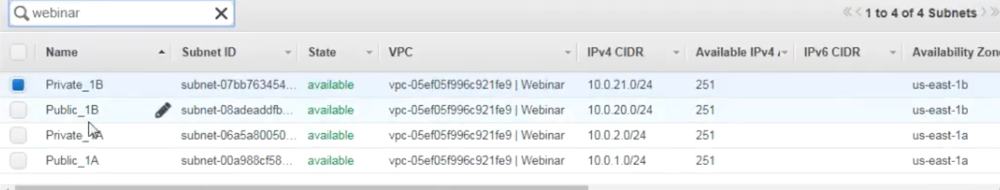 webinar
1 to 4 of 4 Subnets
Name Subnet ID State VPC IPv4 CIDR Available IPv4 IPv6 CIDR Availability Zon
Private_1B subnet-07bb763454... available vpc-05ef05f996c921fe9 | Webinar 10.0.21.0/24 251 us-east-1b
Public_1B subnet-08adeaddfb... available vpc-05ef05f996c921fe9 | Webinar 10.0.20.0/24 251 us-east-1b
Private_1A subnet-06a5a80050... available vpc-05ef05f996c921fe9 | Webinar 10.0.2.0/24 251 us-east-1a
Public_1A subnet-00a988cf58... available vpc-05ef05f996c921fe9 | Webinar 10.0.1.0/24 251 us-east-1a